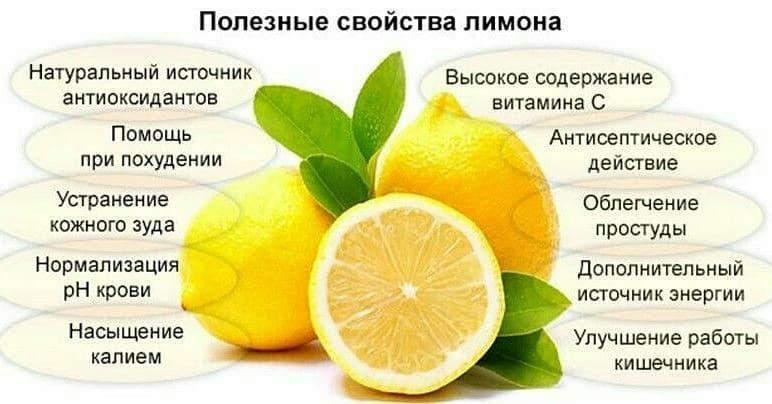 Полезные свойства лимона
Натуральный источник
антиоксидантов
Помощь
при похудении
Устранение
кожного зуда
Нормализация
pH крови
Насыщение
калием
Высокое содержание
витамина С
Антисептическое
действие
Облегчение
простуды
Дополнительный
источник энергии
Улучшение работы
кишечника